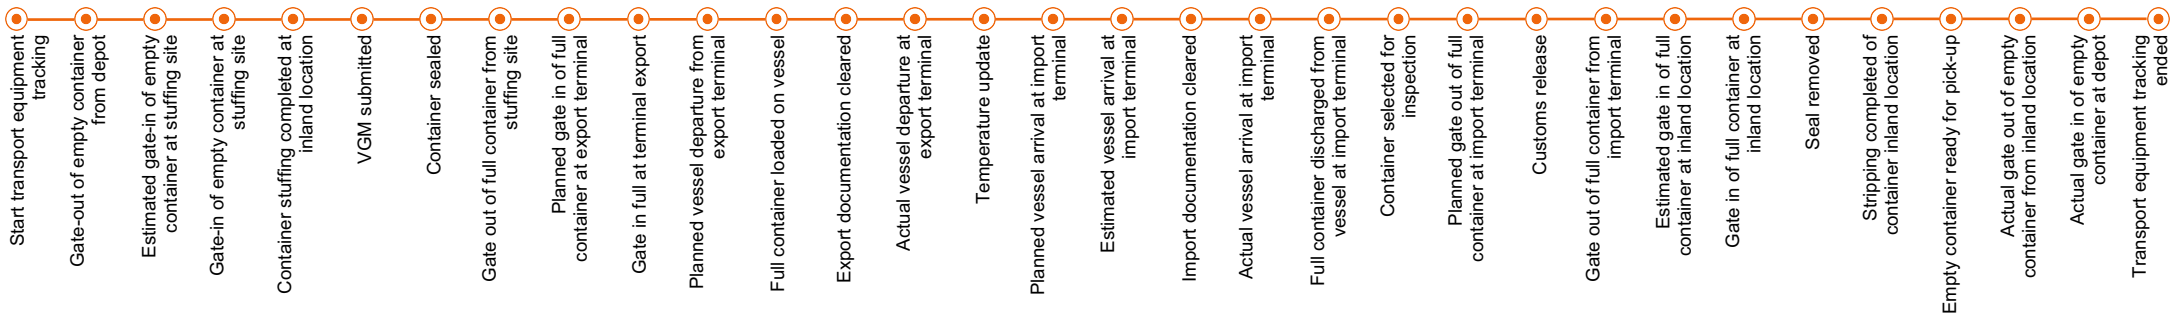 Start transport equipment
tracking
Gate-out of empty container
from depot
Estimated gate-in of empty
container at stuffing site
Gate-in of empty container at
stuffing site
Container stuffing completed at
inland location
VGM submitted
Container sealed
Gate out of full container from
stuffing site
Planned gate in of full
container at export terminal
Gate in full at terminal export
Planned vessel departure from
export terminal
Full container loaded on vessel
Export documentation cleared
Actual vessel departure at
export terminal
Temperature update
Planned vessel arrival at import
terminal
Estimated vessel arrival at
import terminal
Import documentation cleared
Actual vessel arrival at import
terminal
Full container discharged from
vessel at import terminal
Container selected for
inspection
Planned gate out of full
container at import terminal
Customs release
Gate out of full container from
import terminal
Estimated gate in of full
container at inland location
Gate in of full container at
inland location
Seal removed
Stripping completed of
container inland location
Empty container ready for pick-up
Actual gate out of empty
container from inland location
Actual gate in of empty
container at depot
Transport equipment tracking
ended